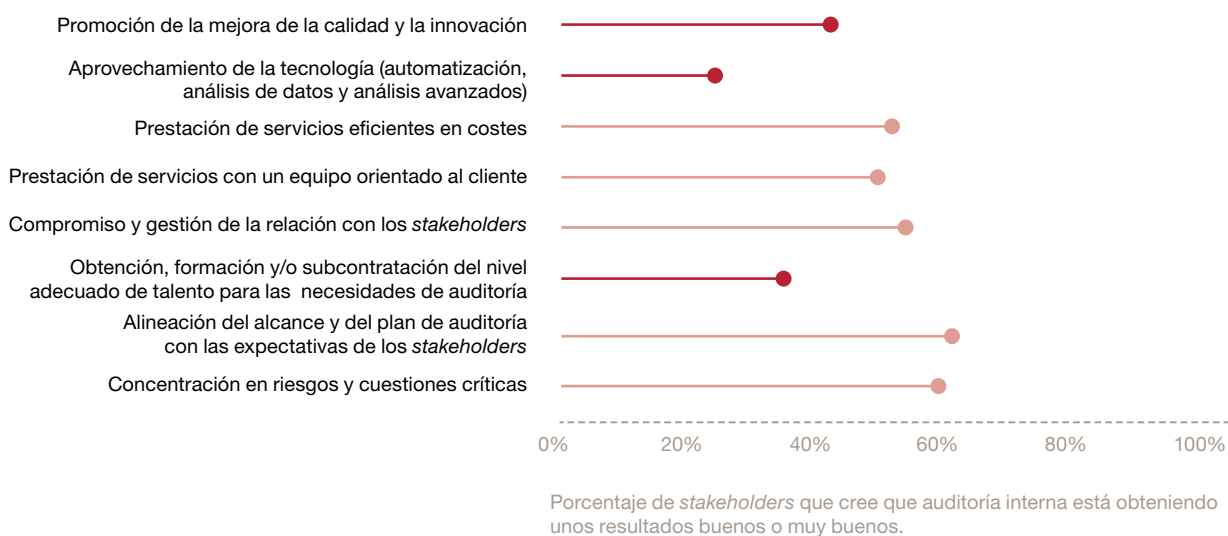 Promoción de la mejora de la calidad y la innovación
Aprovechamiento de la tecnología (automatización,
análisis de datos y análisis avanzados)
Prestación de servicios eficientes en costes
Prestación de servicios con un equipo orientado al cliente
Compromiso y gestión de la relación con los stakeholders
Obtención, formación y/o subcontratación del nivel
adecuado de talento para las necesidades de auditoría
Alineación del alcance y del plan de auditoría
con las expectativas de los stakeholders
Concentración en riesgos y cuestiones críticas
0% 20% 40% 60% 80% 100%
Porcentaje de stakeholders que cree que auditoría interna está obteniendo
unos resultados buenos o muy buenos.